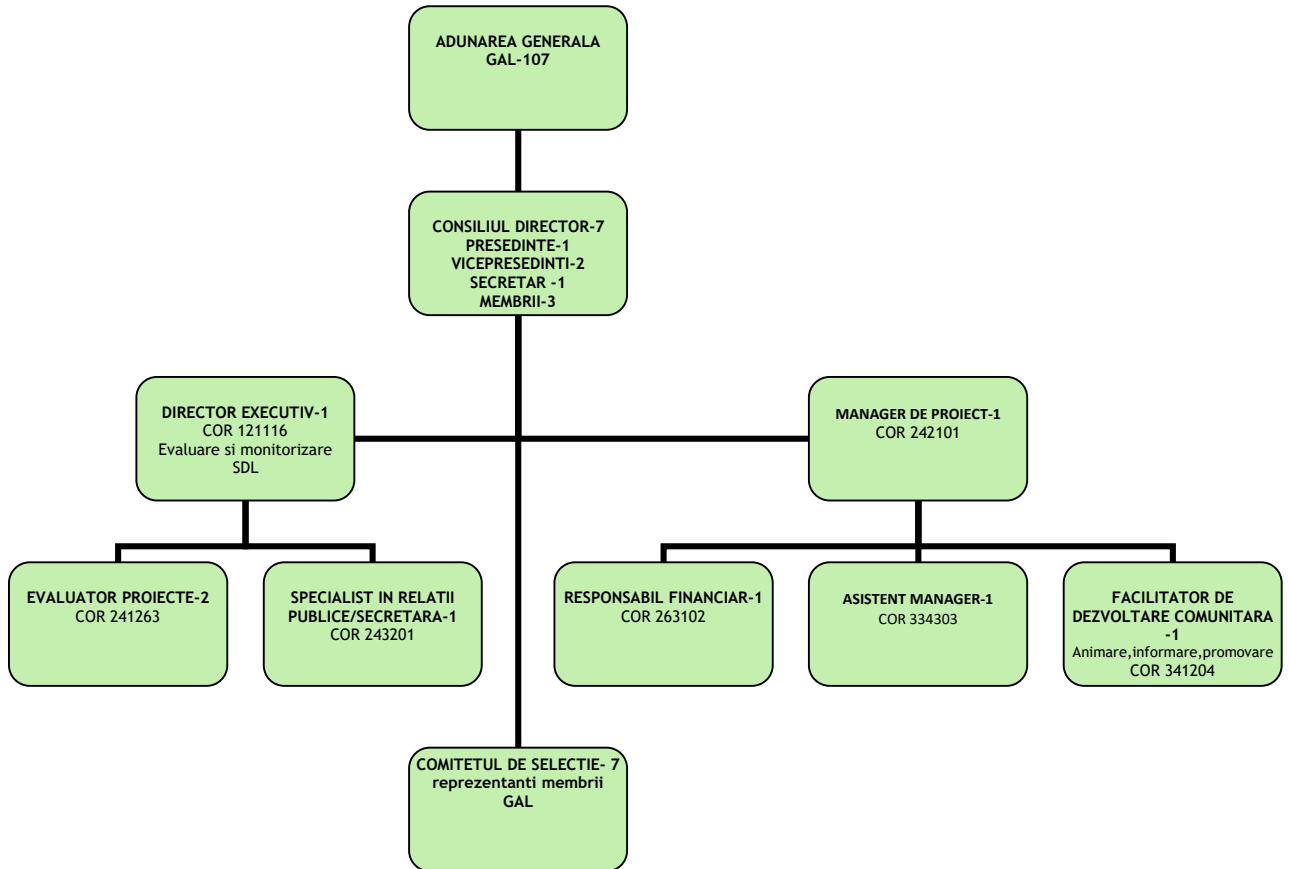 ADUNAREA GENERALA
GAL-107
CONSILIUL DIRECTOR-7
PRESEDINTE-1
VICEPRESEDINTI-2
SECRETAR -1
MEMBRII-3
DIRECTOR EXECUTIV-1
COR 121116
Evaluare si monitorizare
SDL
MANAGER DE PROIECT-1
COR 242101
EVALUATOR PROIECTE-2
COR 241263
SPECIALIST IN RELATII
PUBLICE/SECRETARA-1
COR 243201
RESPONSABIL FINANCIAR-1
COR 263102
ASISTENT MANAGER-1
COR 334303
FACILITATOR DE
DEZVOLTARE COMUNITARA
-1
Animare,informare,promovare
COR 341204
COMITETUL DE SELECTIE- 7
reprezentanti membrii
GAL